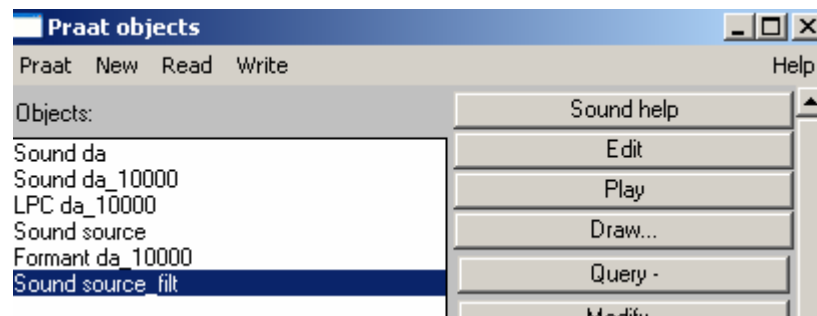 Praat objects
Praat New Read Write Help
Objects:
Sound da
Sound da_10000
LPC da_10000
Sound source
Formant da_10000
Sound source_filt
Sound help
Edit
Play
Draw...
Query -